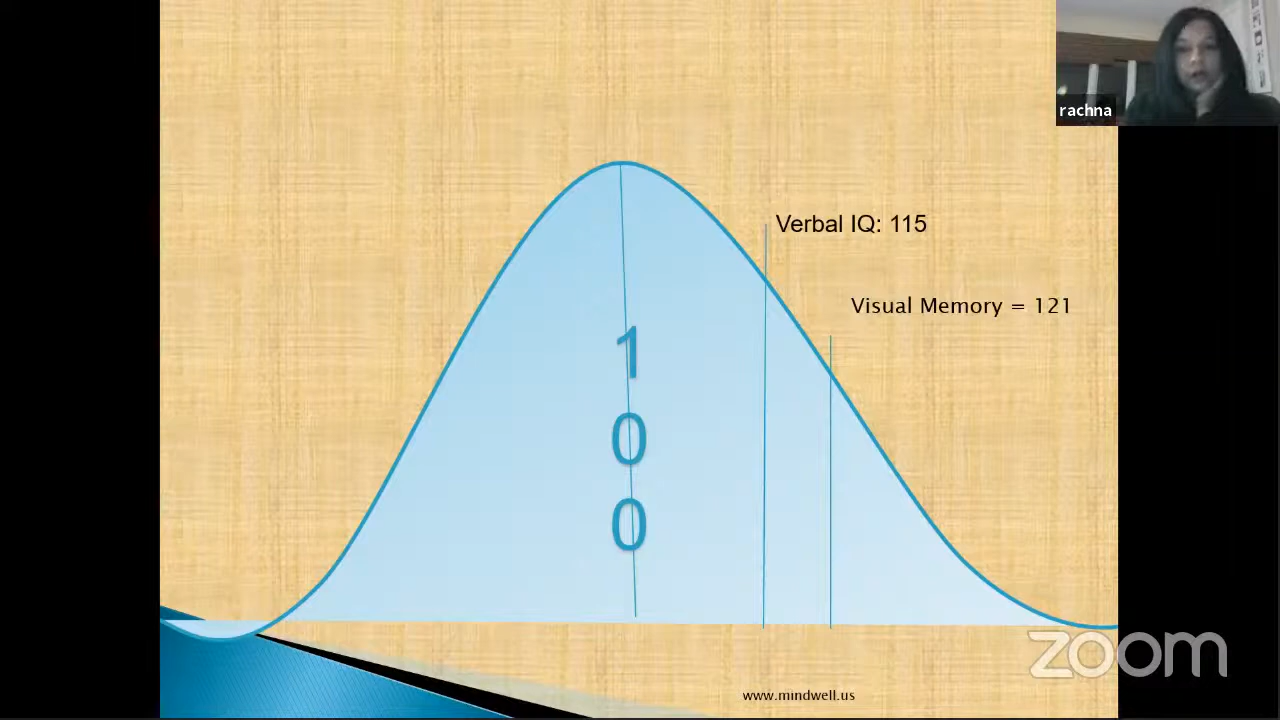 rachna
Verbal IQ: 115
Visual Memory = 121
1
0
0
zoom
www.mindwell.us